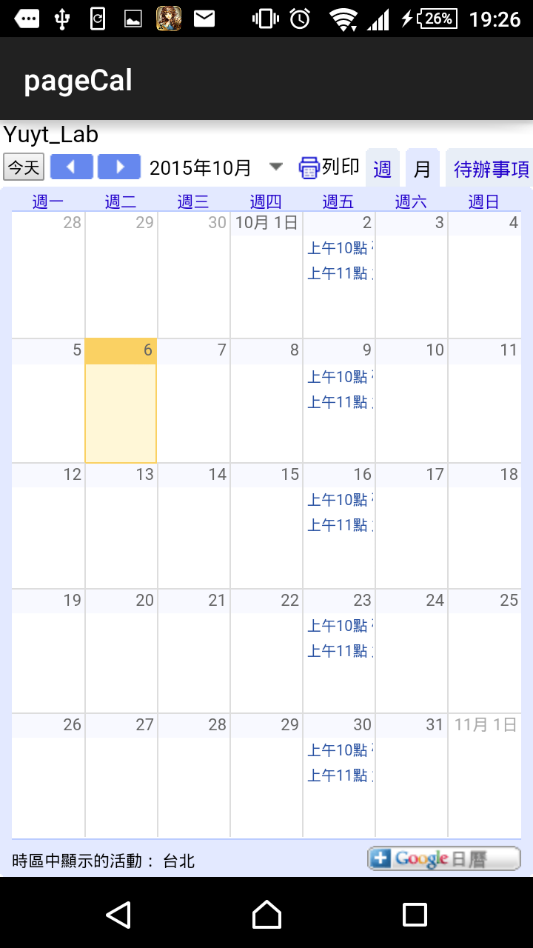 26% 19:26
pageCal
Yuyt_Lab
今天 2015年10月 列印 週 月 待辦事項
週一 週二 週三 週四 週五 週六 週日
28 29 30 10月 1日 2 3 4
上午10點
上午11點
5 6 7 8 9 10 11
上午10點
上午11點
12 13 14 15 16 17 18
上午10點
上午11點
19 20 21 22 23 24 25
上午10點
上午11點
26 27 28 29 30 31 11月 1日
上午10點
上午11點
時區中顯示的活動： 台北 Google日曆